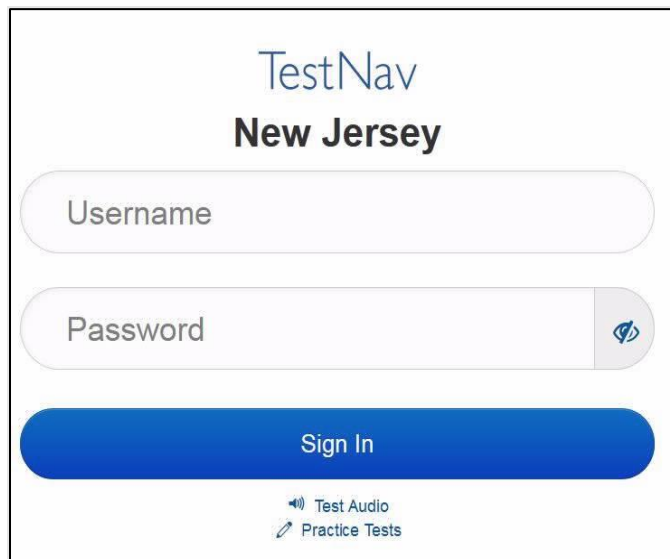 TestNav
New Jersey
Username
Password
Sign In
Test Audio
Practice Tests